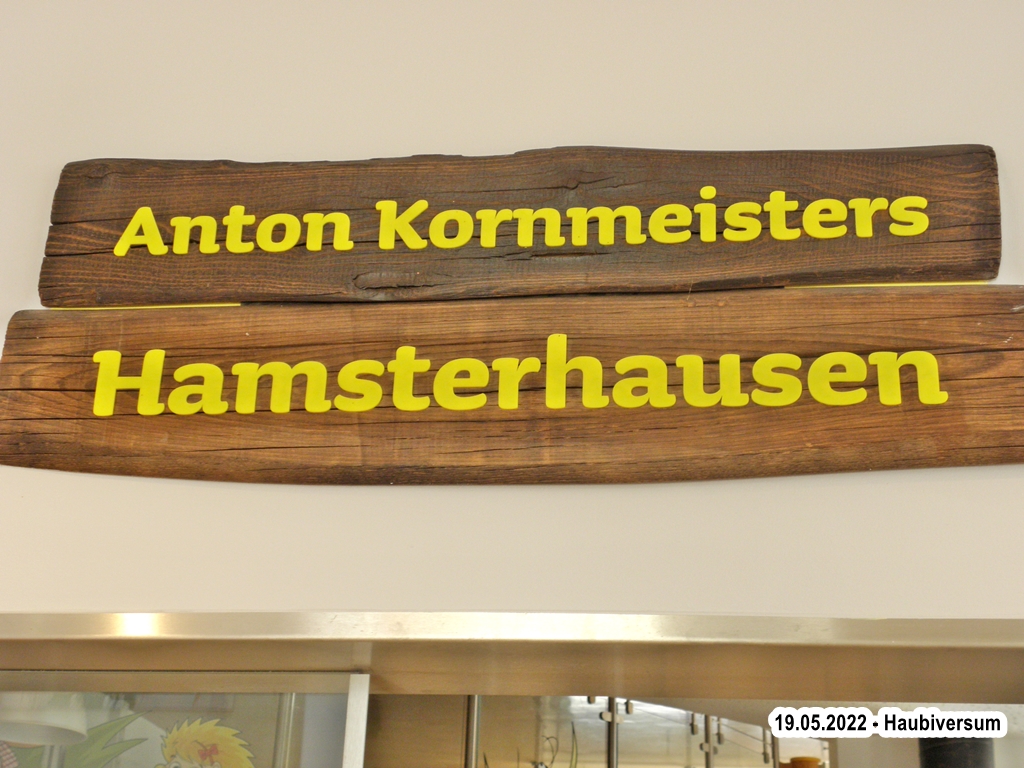 Anton Kornmeisters
Hamsterhausen
19.05.2022 - Haubiversum